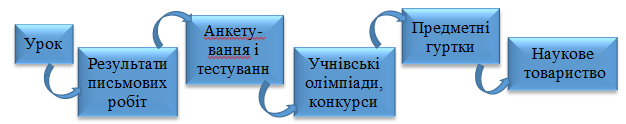 Урок
Результати
письмових
робіт
Анкету-
вання і
тестуванн
Учнівські
олімпіади,
конкурси
Предметні
гуртки
Наукове
товариство